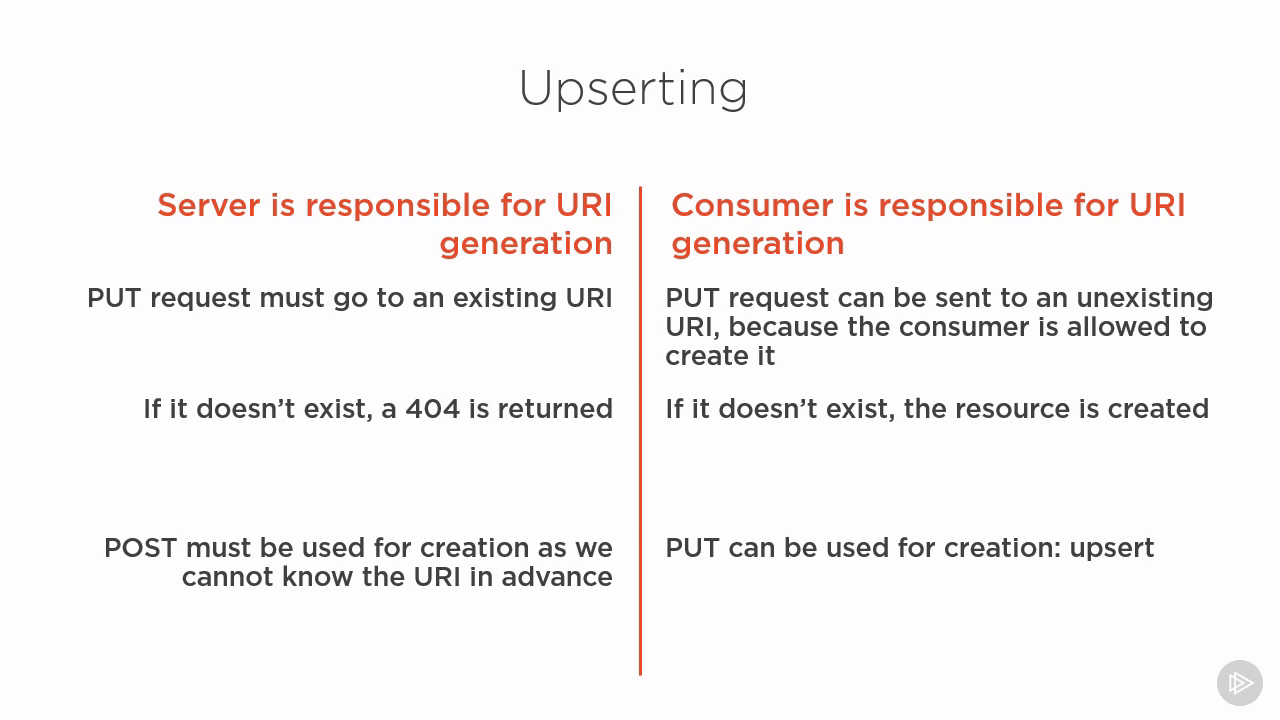 Upserting
Server is responsible for URI
generation
PUT request must go to an existing URI
If it doesn’t exist, a 404 is returned
POST must be used for creation as we
cannot know the URI in advance
Consumer is responsible for URI
generation
PUT request can be sent to an unexisting
URI, because the consumer is allowed to
create it
If it doesn’t exist, the resource is created
PUT can be used for creation: upsert